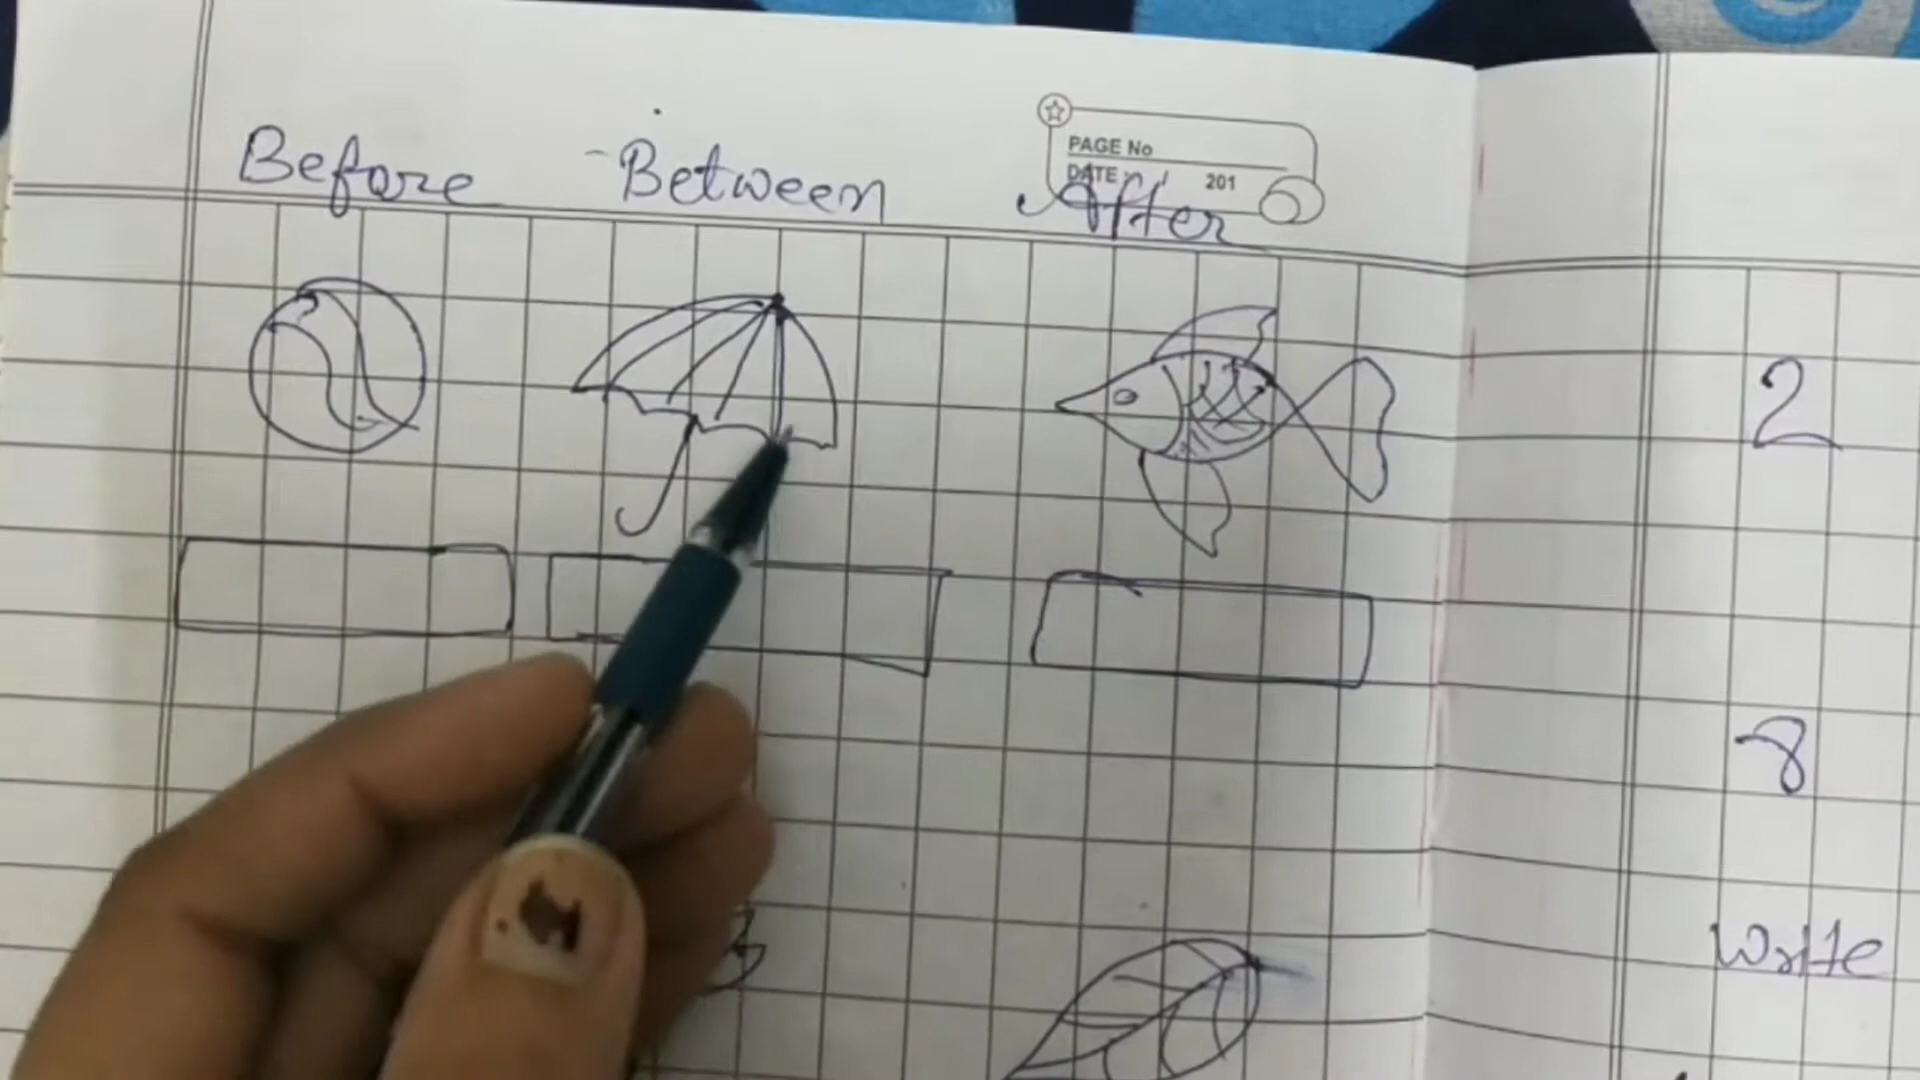 Before Between After
PAGE No
DATE: / 201
2
8
Write